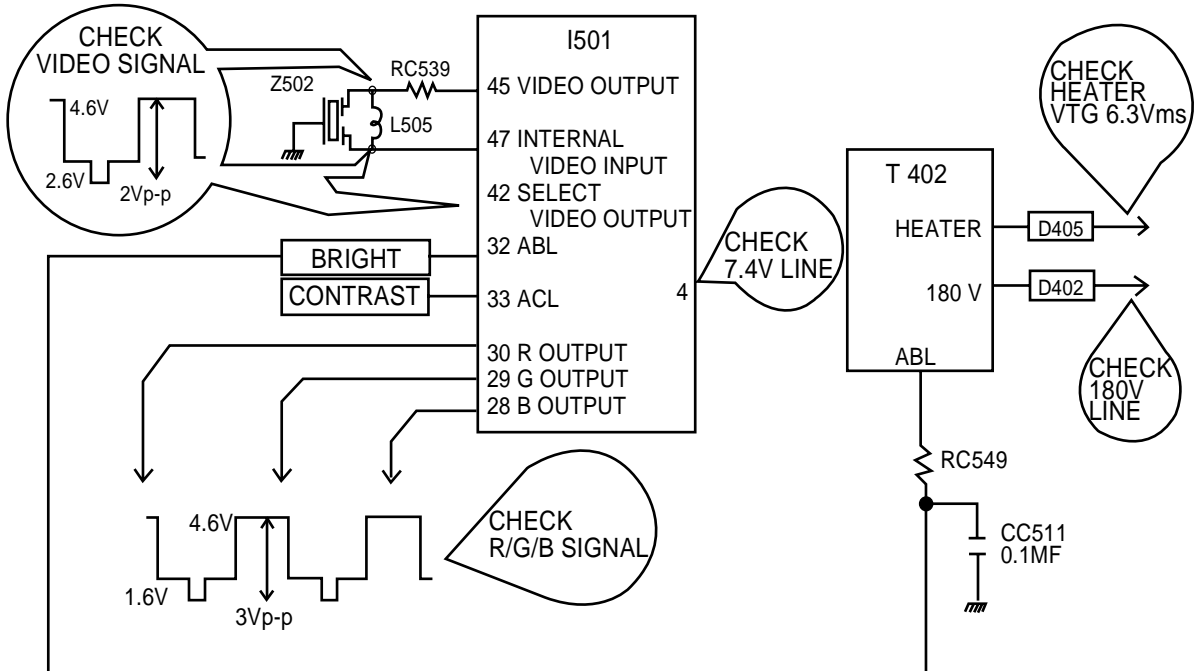 CHECK
VIDEO SIGNAL
4.6V
2.6V
2Vp-p
Z502
RC539
L505
I501
45 VIDEO OUTPUT
47 INTERNAL
VIDEO INPUT
42 SELECT
VIDEO OUTPUT
32 ABL
33 ACL
4
30 R OUTPUT
29 G OUTPUT
28 B OUTPUT
BRIGHT
CONTRAST
CHECK
7.4V LINE
T 402
HEATER
180 V
ABL
D405
D402
CHECK
HEATER
VTG 6.3Vms
CHECK
180V
LINE
RC549
CC511
0.1MF
4.6V
1.6V
3Vp-p
CHECK
R/G/B SIGNAL